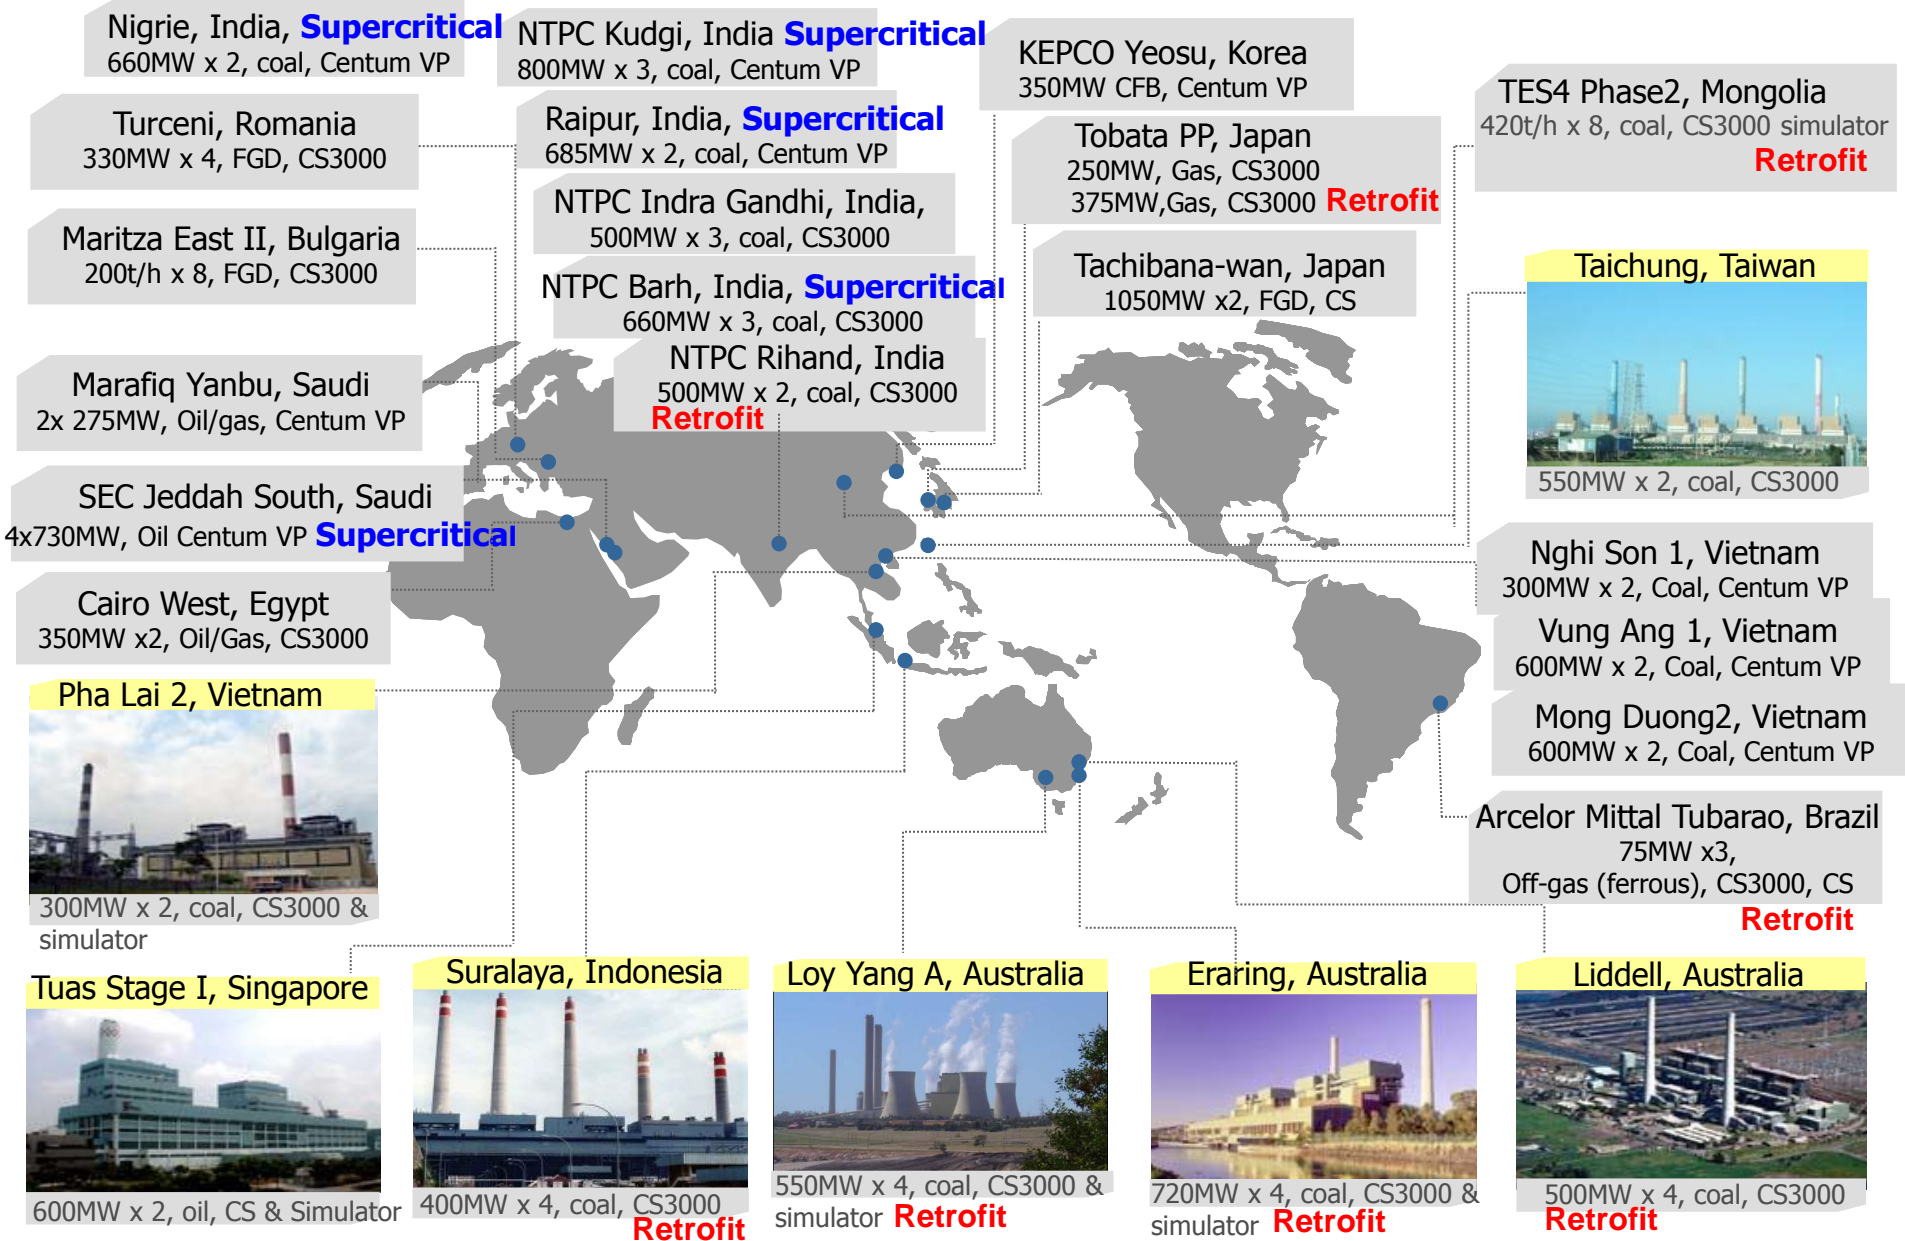 Nigrie, India, Supercritical
660MW x 2, coal, Centum VP
NTPC Kudgi, India Supercritical
800MW x 3, coal, Centum VP
KEPCO Yeosu, Korea
350MW CFB, Centum VP
TES4 Phase2, Mongolia
420t/h x 8, coal, CS3000 simulator
Retrofit
Turceni, Romania
330MW x 4, FGD, CS3000
Raipur, India, Supercritical
685MW x 2, coal, Centum VP
Tobata PP, Japan
250MW, Gas, CS3000
375MW,Gas, CS3000 Retrofit
NTPC Indra Gandhi, India,
500MW x 3, coal, CS3000
Maritza East II, Bulgaria
200t/h x 8, FGD, CS3000
NTPC Barh, India, Supercritical
660MW x 3, coal, CS3000
Tachibana-wan, Japan
1050MW x2, FGD, CS
Taichung, Taiwan
550MW x 2, coal, CS3000
NTPC Rihand, India
500MW x 2, coal, CS3000
Retrofit
Marafiq Yanbu, Saudi
2x 275MW, Oil/gas, Centum VP
SEC Jeddah South, Saudi
4x730MW, Oil Centum VP Supercritical
Cairo West, Egypt
350MW x2, Oil/Gas, CS3000
Nghi Son 1, Vietnam
300MW x 2, Coal, Centum VP
Vung Ang 1, Vietnam
600MW x 2, Coal, Centum VP
Mong Duong2, Vietnam
600MW x 2, Coal, Centum VP
Pha Lai 2, Vietnam
300MW x 2, coal, CS3000 &
simulator
Arcelor Mittal Tubarao, Brazil
75MW x3,
Off-gas (ferrous), CS3000, CS
Retrofit
Tuas Stage I, Singapore
600MW x 2, oil, CS & Simulator
Suralaya, Indonesia
400MW x 4, coal, CS3000
Retrofit
Loy Yang A, Australia
550MW x 4, coal, CS3000 &
simulator Retrofit
Eraring, Australia
720MW x 4, coal, CS3000 &
simulator Retrofit
Liddell, Australia
500MW x 4, coal, CS3000
Retrofit